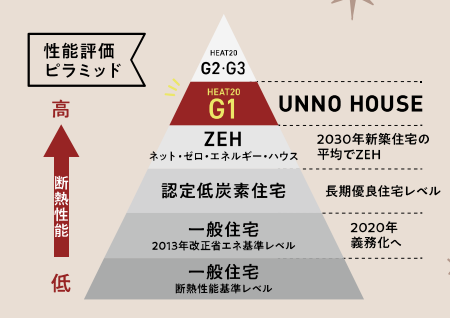 性能評価
ピラミッド
高
断熱性能
低
HEAT20
G2·G3
HEAT20
G1
UNNO HOUSE
ZEH
ネット・ゼロ・エネルギー・ハウス
2030年新築住宅の
平均でZEH
認定低炭素住宅
長期優良住宅レベル
一般住宅
2013年改正省エネ基準レベル
2020年
義務化へ
一般住宅
断熱性能基準レベル